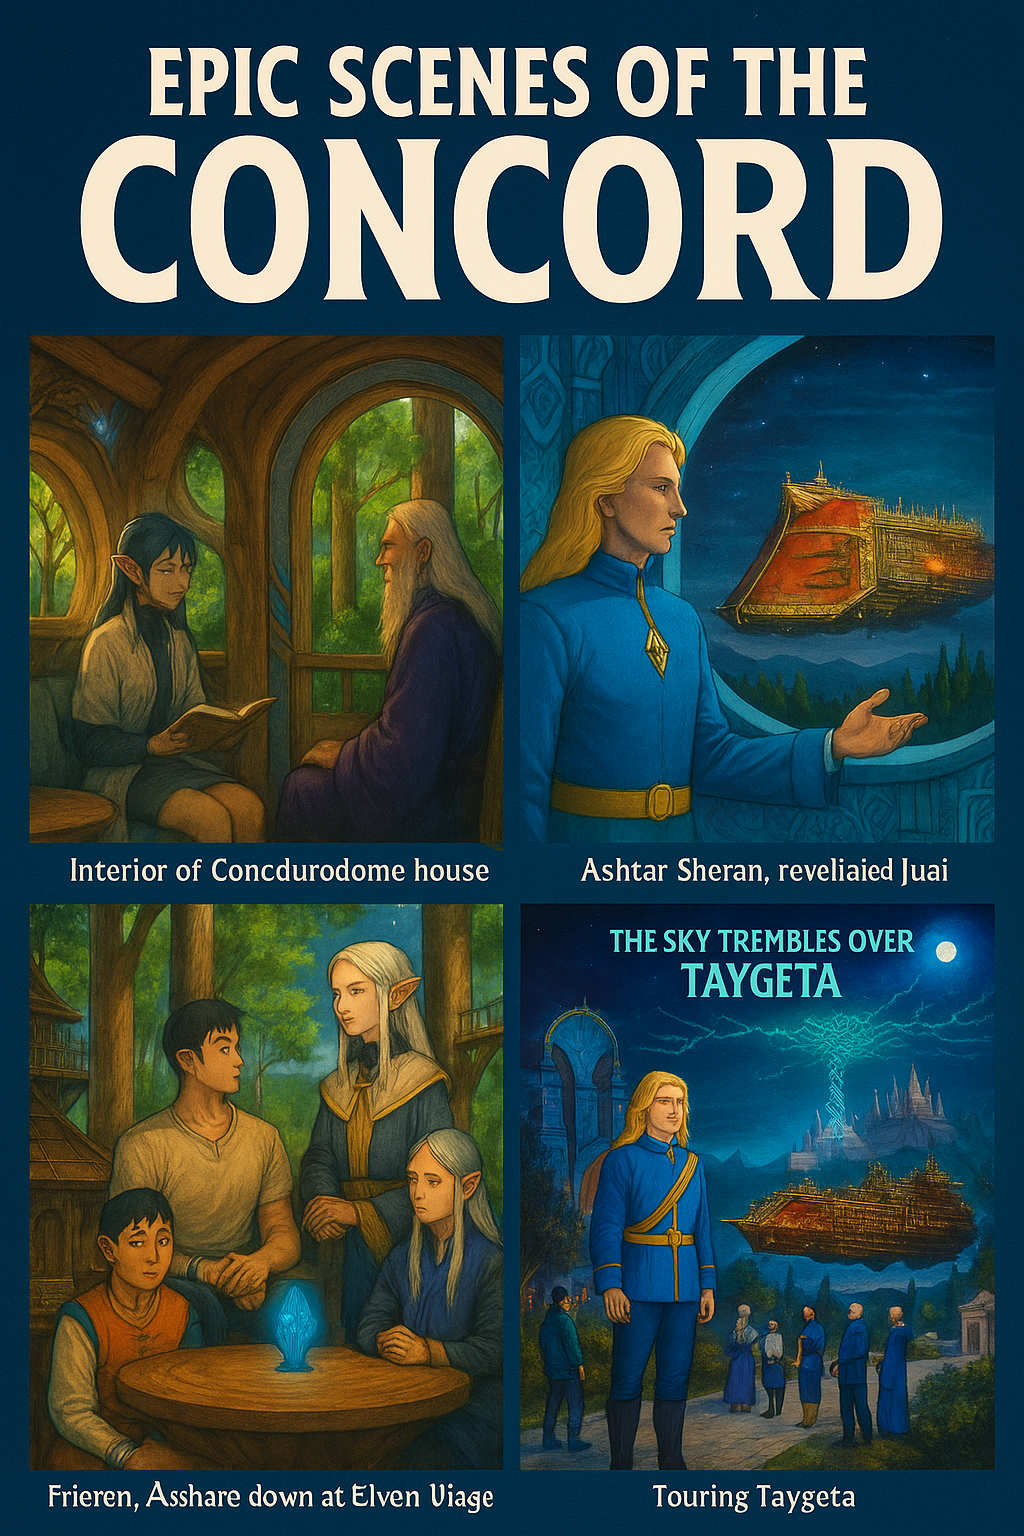 EPIC SCENES OF THE
CONCORD
Interior of Concdurodome house
Ashtar Sheran, reveliaied Juai
THE SKY TREMBLES OVER
TAYGETA
Frieren, Asshare down at Elven Viage
Touring Taygeta